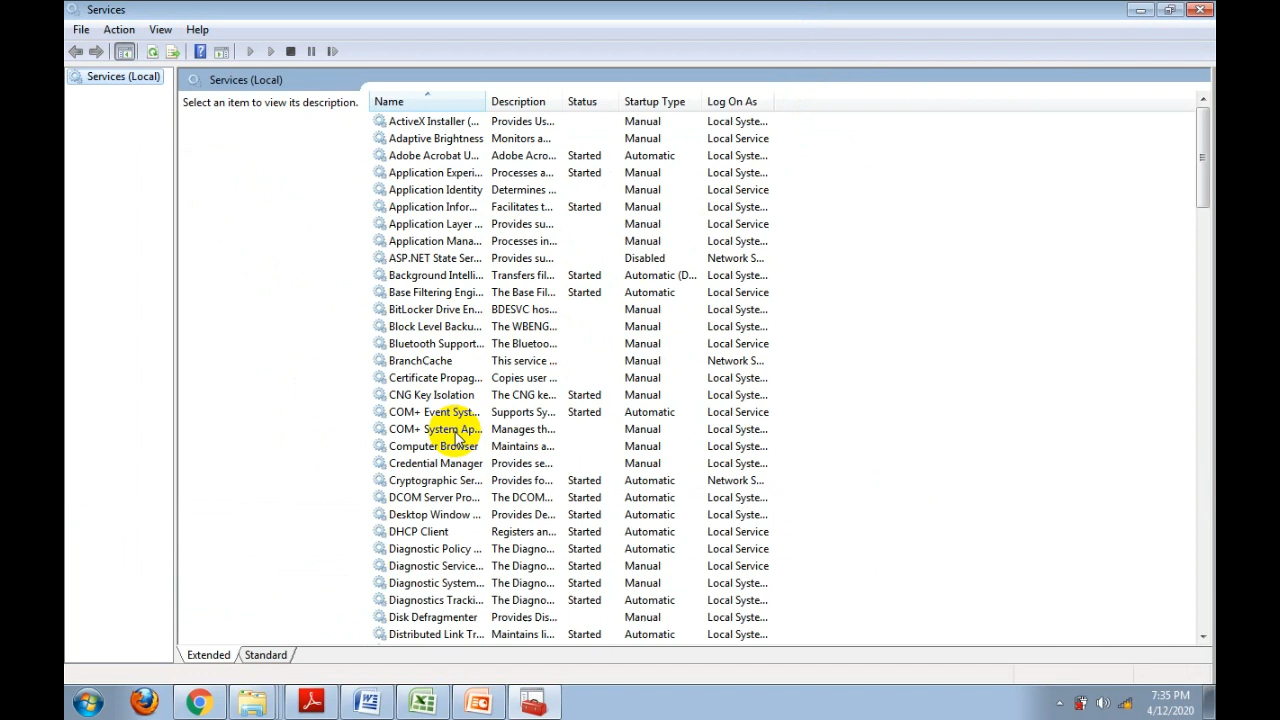 Services
File Action View Help
Services (Local)
Services (Local)
Select an item to view its description.
Name Description Status Startup Type Log On As
ActiveX Installer (... Provides Us... Manual Local Syste...
Adaptive Brightness Monitors a... Manual Local Service
Adobe Acrobat U... Adobe Acro... Started Automatic Local Syste...
Application Experi... Processes a... Started Manual Local Syste...
Application Identity Determines ... Manual Local Service
Application Infor... Facilitates t... Started Manual Local Syste...
Application Layer ... Provides su... Manual Local Service
Application Mana... Processes in... Manual Local Syste...
ASP.NET State Ser... Provides su... Disabled Network S...
Background Intelli... Transfers fil... Started Automatic (D... Local Syste...
Base Filtering Engi... The Base Fil... Started Automatic Local Service
BitLocker Drive En... BDESVC hos... Manual Local Syste...
Block Level Backu... The WBENG... Manual Local Syste...
Bluetooth Support... The Bluetoo... Manual Local Service
BranchCache This service ... Manual Network S...
Certificate Propag... Copies user ... Manual Local Syste...
CNG Key Isolation The CNG ke... Started Manual Local Syste...
COM+ Event Syst... Supports Sy... Started Automatic Local Service
COM+ System Ap... Manages th... Manual Local Syste...
Computer Browser Maintains a... Manual Local Syste...
Credential Manager Provides se... Manual Local Syste...
Cryptographic Ser... Provides fo... Started Automatic Network S...
DCOM Server Pro... The DCOM... Started Automatic Local Syste...
Desktop Window ... Provides De... Started Automatic Local Syste...
DHCP Client Registers an... Started Automatic Local Service
Diagnostic Policy ... The Diagno... Started Automatic Local Service
Diagnostic Service... The Diagno... Started Manual Local Service
Diagnostic System... The Diagno... Started Manual Local Syste...
Diagnostics Tracki... The Diagno... Started Automatic Local Syste...
Disk Defragmenter Provides Dis... Manual Local Syste...
Distributed Link Tr... Maintains li... Started Automatic Local Syste...
Extended Standard
7:35 PM
4/12/2020